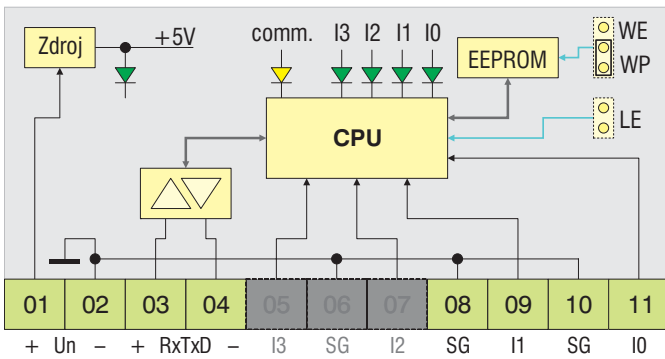 Zdroj +5V comm. I3 I2 I1 I0 WE
EEPROM WP
CPU LE
01 02 03 04 05 06 07 08 09 10 11
+ Un – + RxTxD – I3 SG I2 SG I1 SG I0